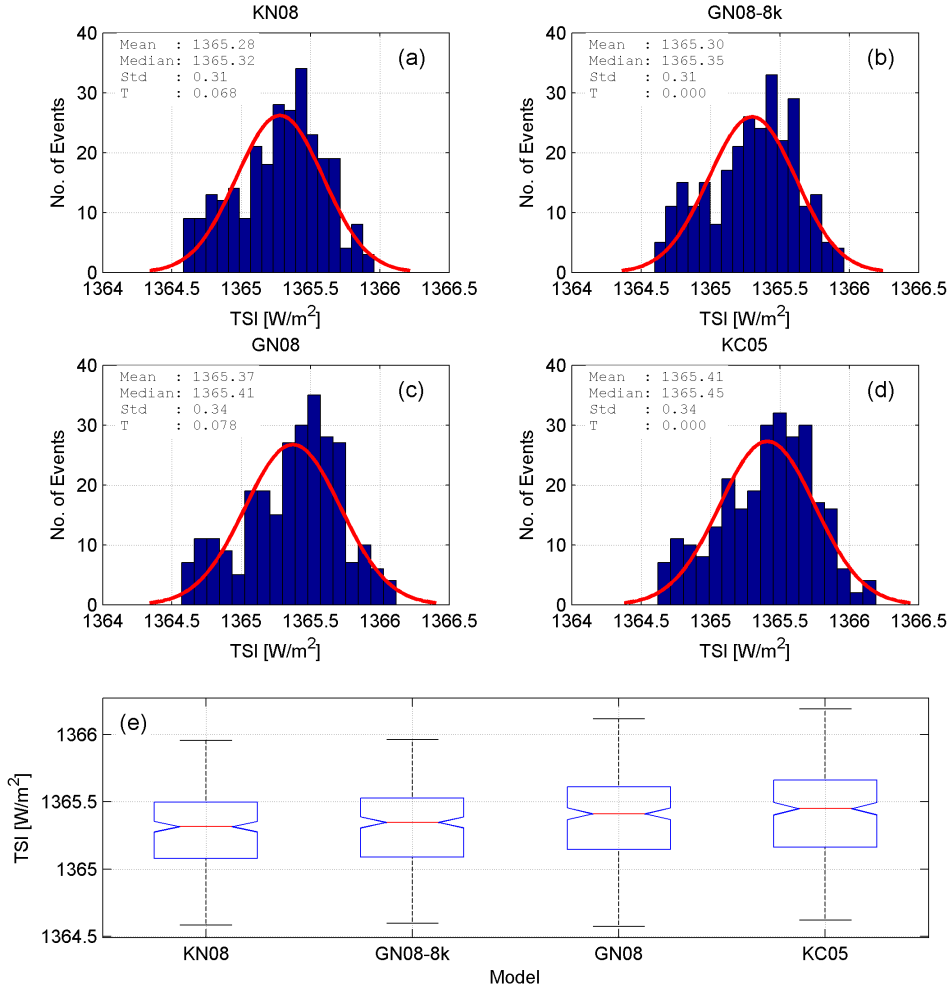 KN08
Mean : 1365.28
Median: 1365.32
Std : 0.31
T : 0.068
(a)
No. of Events
40
30
20
10
0
1364 1364.5 1365 1365.5 1366 1366.5
TSI [W/m²]
GN08-8k
Mean : 1365.30
Median: 1365.35
Std : 0.31
T : 0.000
(b)
No. of Events
40
30
20
10
0
1364 1364.5 1365 1365.5 1366 1366.5
TSI [W/m²]
GN08
Mean : 1365.37
Median: 1365.41
Std : 0.34
T : 0.078
(c)
No. of Events
40
30
20
10
0
1364 1364.5 1365 1365.5 1366 1366.5
TSI [W/m²]
KC05
Mean : 1365.41
Median: 1365.45
Std : 0.34
T : 0.000
(d)
No. of Events
40
30
20
10
0
1364 1364.5 1365 1365.5 1366 1366.5
TSI [W/m²]
(e)
TSI [W/m²]
1366
1365.5
1365
1364.5
KN08 GN08-8k GN08 KC05
Model